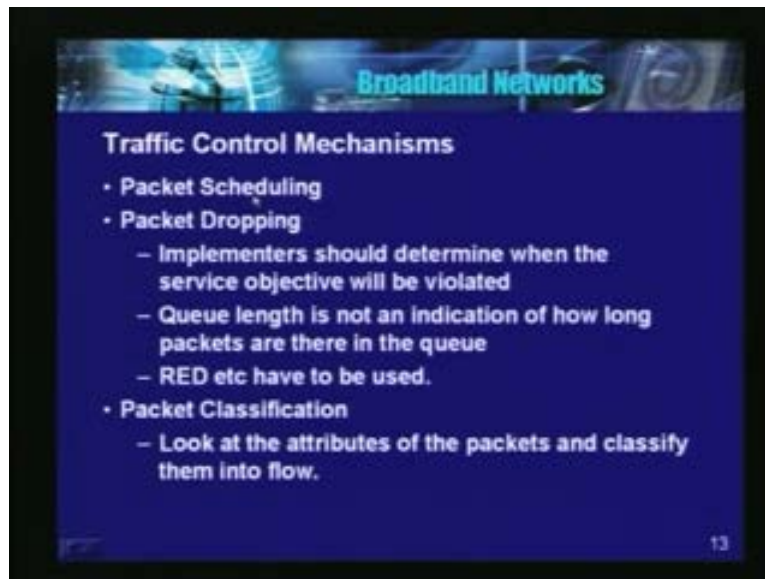 Broadband Networks
Traffic Control Mechanisms
• Packet Scheduling
• Packet Dropping
– Implementers should determine when the
service objective will be violated
– Queue length is not an indication of how long
packets are there in the queue
– RED etc have to be used.
• Packet Classification
– Look at the attributes of the packets and classify
them into flow.
13